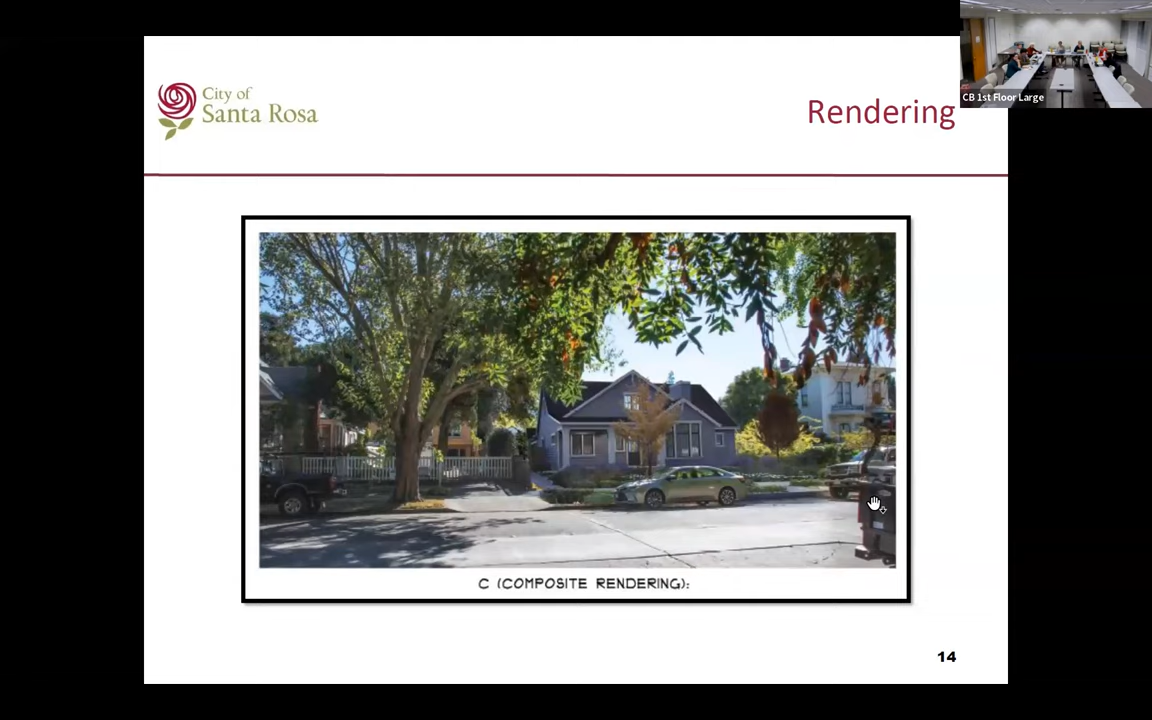 City of
Santa Rosa
Rendering
CB 1st Floor Large
C (COMPOSITE RENDERING):
14